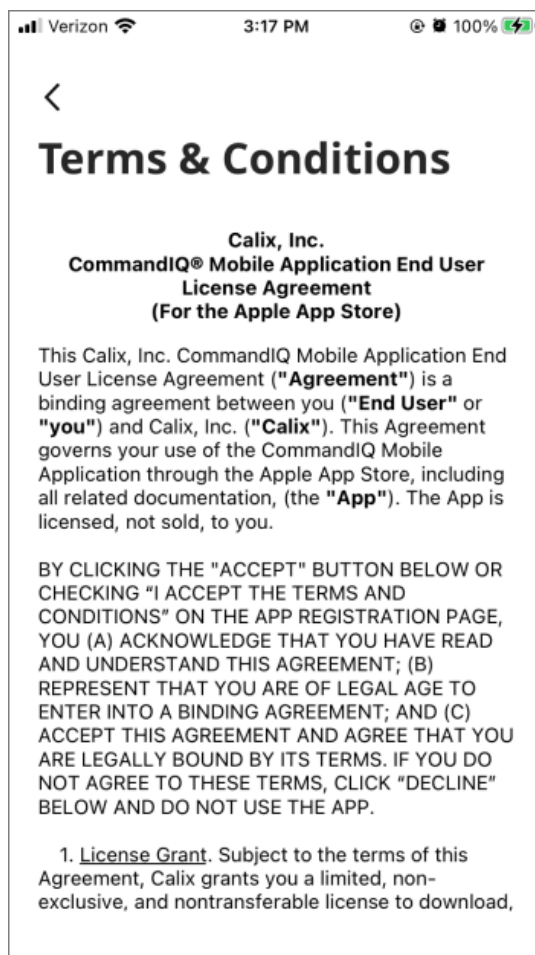 Verizon 3:17 PM 100%
Terms & Conditions
Calix, Inc.
CommandIQ® Mobile Application End User
License Agreement
(For the Apple App Store)
This Calix, Inc. CommandIQ Mobile Application End
User License Agreement ("Agreement") is a
binding agreement between you ("End User" or
"you") and Calix, Inc. ("Calix"). This Agreement
governs your use of the CommandIQ Mobile
Application through the Apple App Store, including
all related documentation, (the "App"). The App is
licensed, not sold, to you.
BY CLICKING THE "ACCEPT" BUTTON BELOW OR
CHECKING “I ACCEPT THE TERMS AND
CONDITIONS” ON THE APP REGISTRATION PAGE,
YOU (A) ACKNOWLEDGE THAT YOU HAVE READ
AND UNDERSTAND THIS AGREEMENT; (B)
REPRESENT THAT YOU ARE OF LEGAL AGE TO
ENTER INTO A BINDING AGREEMENT; AND (C)
ACCEPT THIS AGREEMENT AND AGREE THAT YOU
ARE LEGALLY BOUND BY ITS TERMS. IF YOU DO
NOT AGREE TO THESE TERMS, CLICK “DECLINE”
BELOW AND DO NOT USE THE APP.
1. License Grant. Subject to the terms of this
Agreement, Calix grants you a limited, non-
exclusive, and nontransferable license to download,